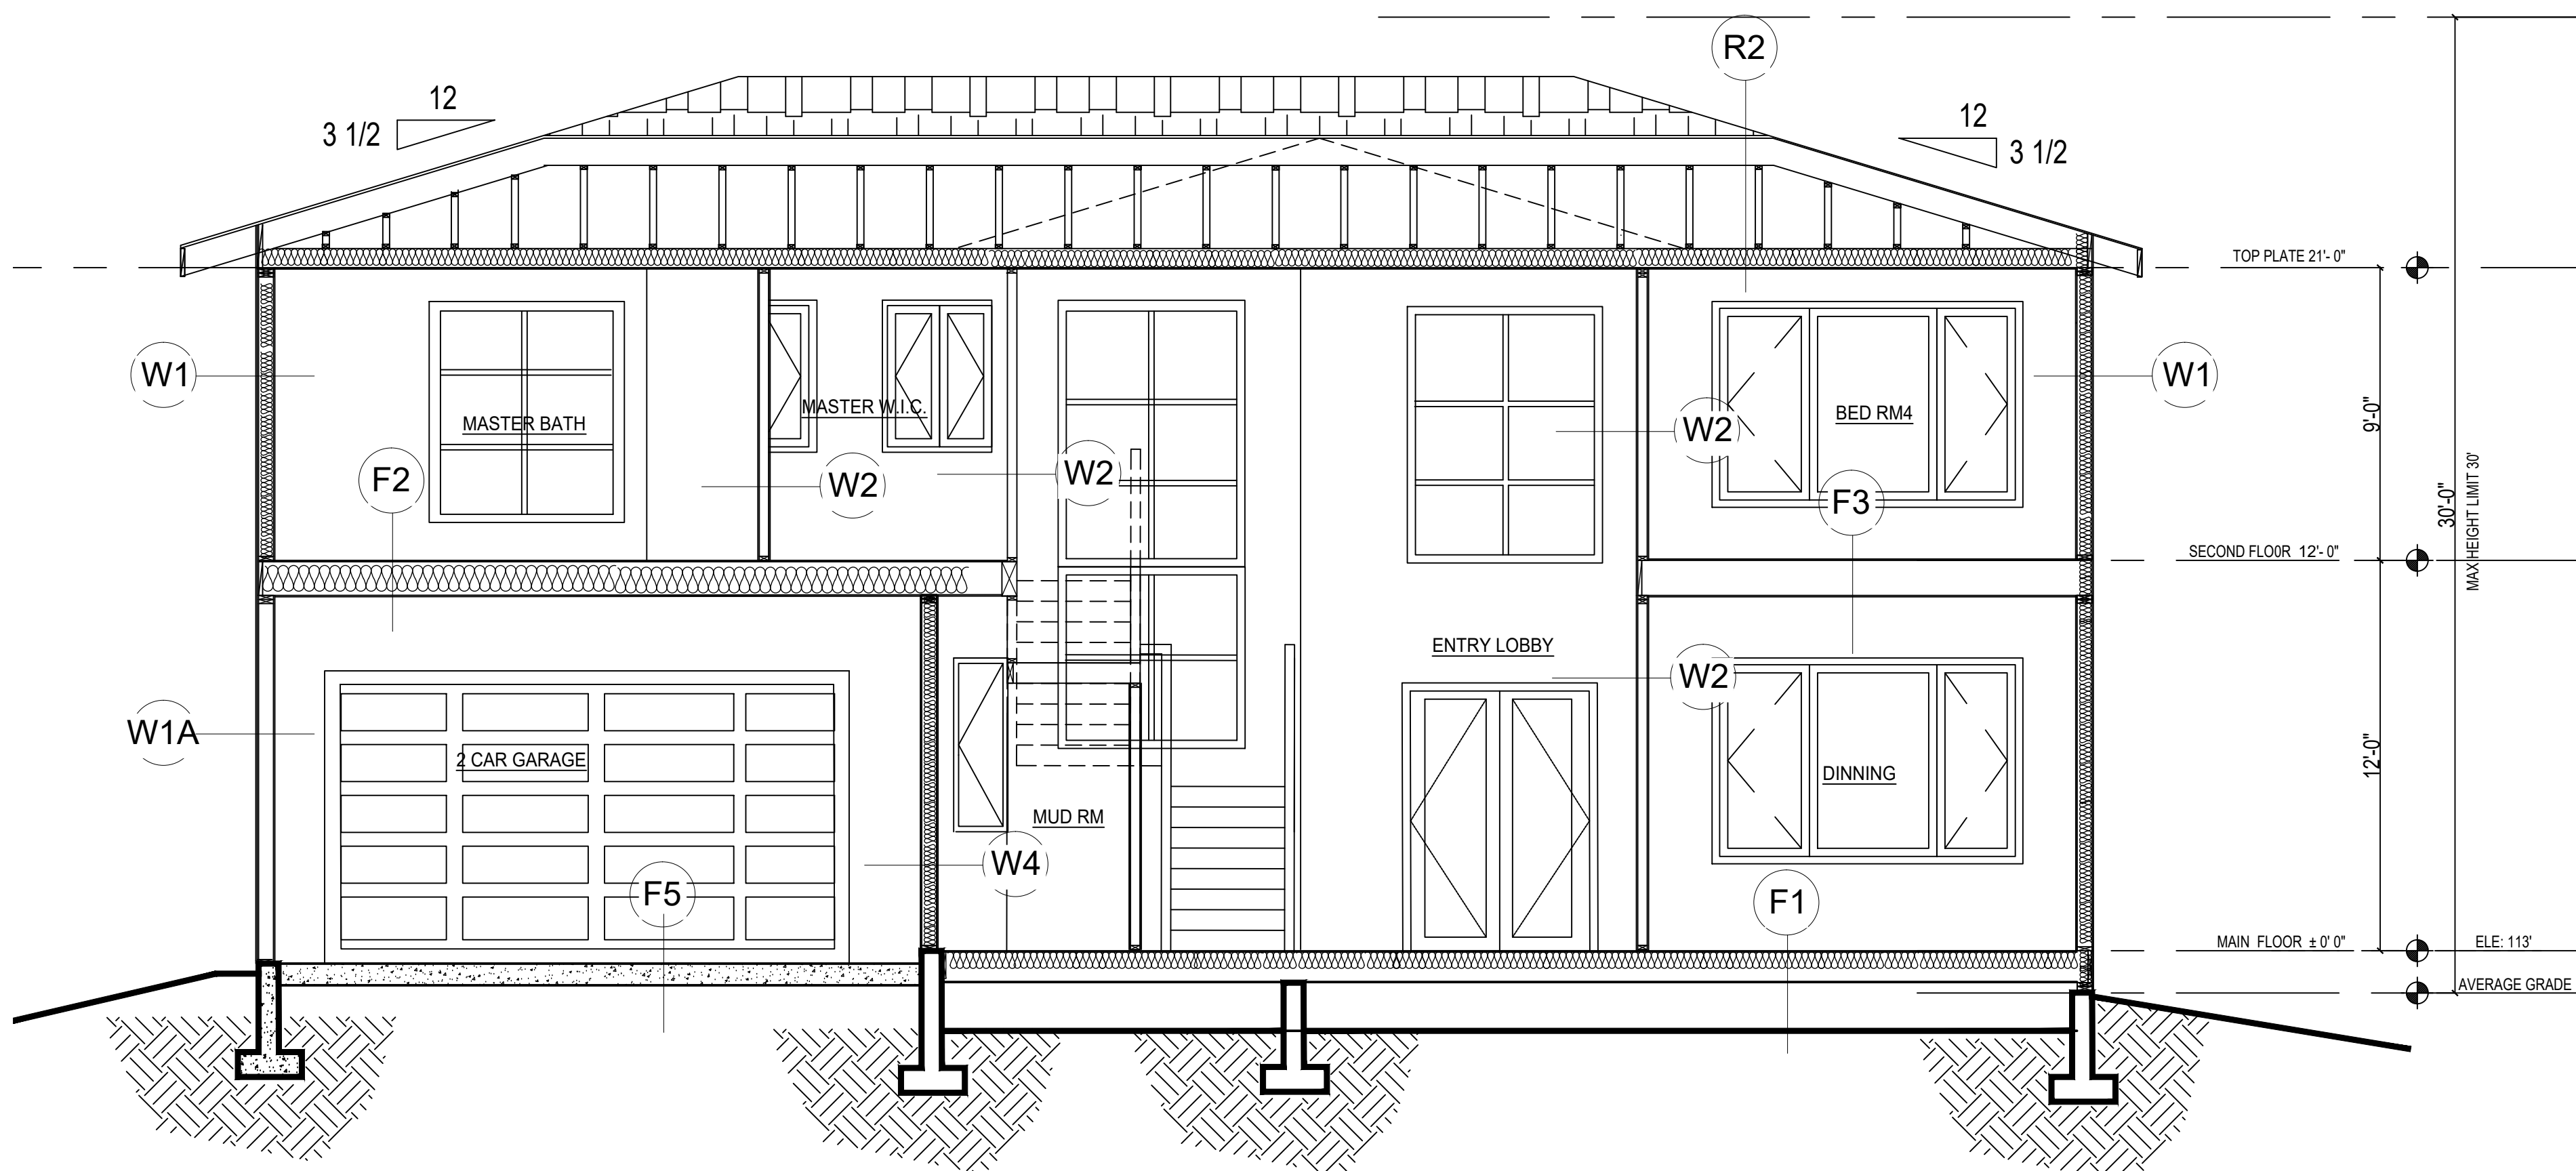 R2
12
3 1/2
12
3 1/2
TOP PLATE 21'- 0"
W1
MASTER BATH
MASTER W.I.C.
BED RM4
W1
9'-0"
F2
W2
W2
W2
F3
30'-0"
MAX HEIGHT LIMIT 30'
SECOND FLO0R 12'- 0"
ENTRY LOBBY
W2
W1A
2 CAR GARAGE
DINNING
12'-0"
MUD RM
W4
F5
F1
MAIN FLOOR ± 0' 0"
ELE: 113'
AVERAGE GRADE